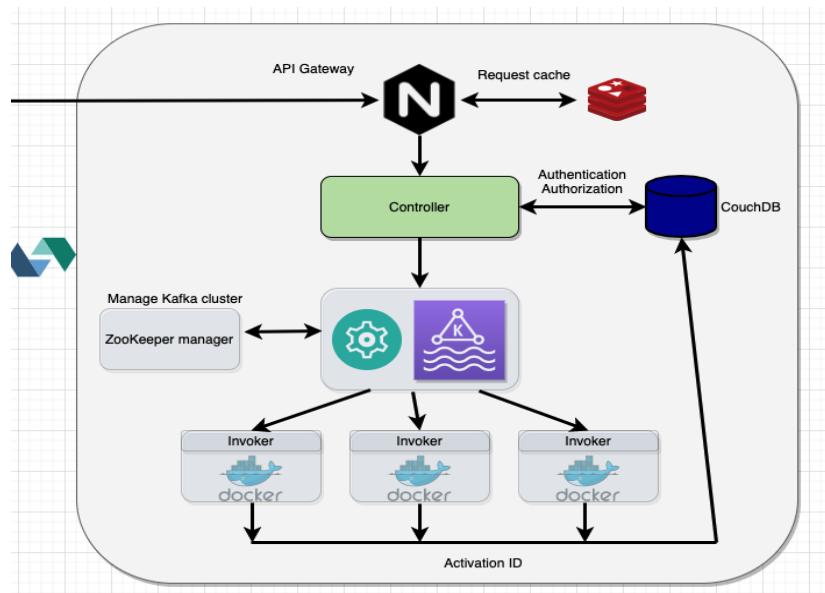 API Gateway
Request cache
N
Authentication
Authorization
Controller
CouchDB
Manage Kafka cluster
ZooKeeper manager
K
Invoker
Invoker
Invoker
docker
docker
docker
Activation ID